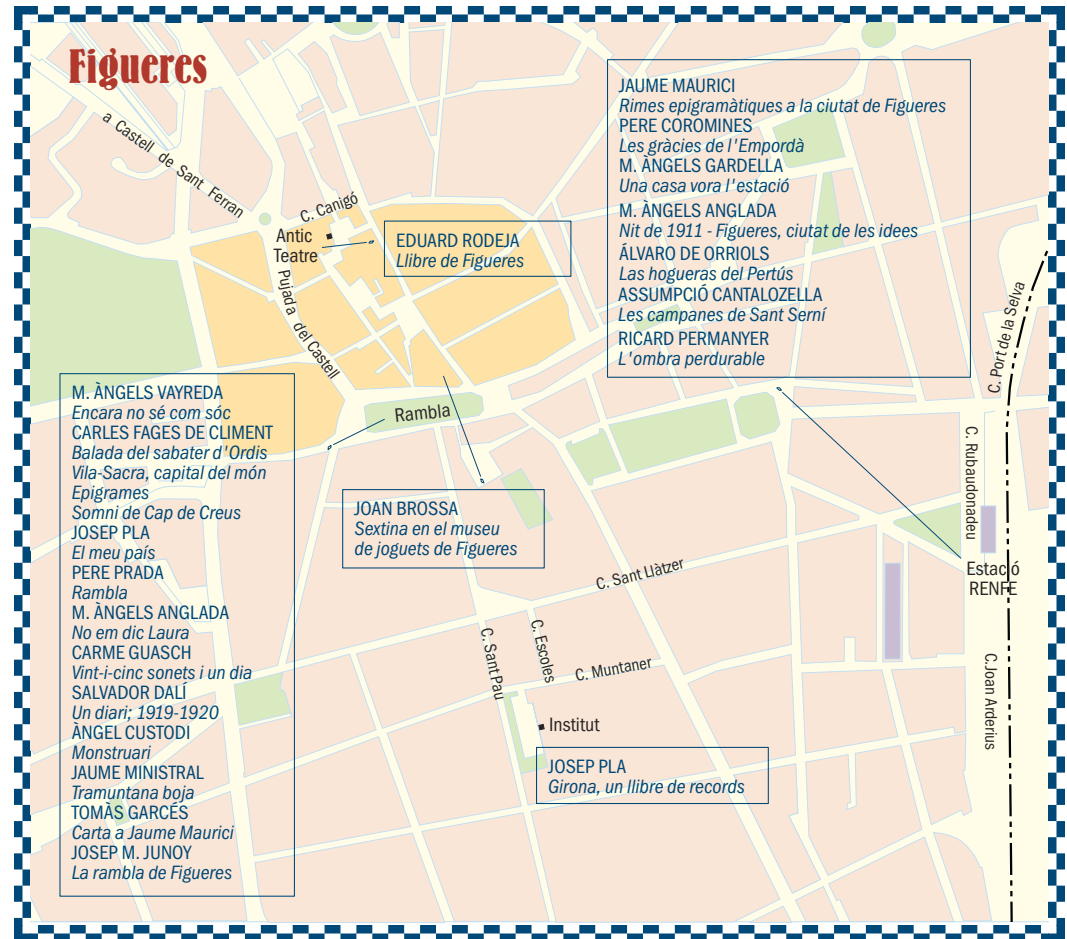 Figueres
a Castell de Sant Ferran
C. Canigó
Antic
Teatre
Pujada del Castell
EDUARD RODEJA
Llibre de Figueres
JAUME MAURICI
Rimes epigramàtiques a la ciutat de Figueres
PERE COROMINES
Les gràcies de l'Empordà
M. ÀNGELS GARDELLA
Una casa vora l'estació
M. ÀNGELS ANGLADA
Nit de 1911 - Figueres, ciutat de les idees
ÁLVARO DE ORRIOLS
Las hogueras del Pertús
ASSUMPCIÓ CANTALOZELLA
Les campanes de Sant Serní
RICARD PERMANYER
L'ombra perdurable
C. Port de la Selva
M. ÀNGELS VAYREDA
Encara no sé com sóc
CARLES FAGES DE CLIMENT
Balada del sabater d'Ordis
Vila-Sacra, capital del món
Epigrames
Somni de Cap de Creus
JOSEP PLA
El meu país
PERE PRADA
Rambla
M. ÀNGELS ANGLADA
No em dic Laura
CARME GUASCH
Vint-i-cinc sonets i un dia
SALVADOR DALÍ
Un diari; 1919-1920
ÀNGEL CUSTODI
Monstruari
JAUME MINISTRAL
Tramuntana boja
TOMÀS GARCÉS
Carta a Jaume Maurici
JOSEP M. JUNOY
La rambla de Figueres
Rambla
JOAN BROSSA
Sextina en el museu
de joguets de Figueres
C. Rubaudonadeu
Estació
RENFE
C. Sant Llàtzer
C. Sant Pau
C. Escoles
C. Muntaner
C.Joan Arderius
Institut
JOSEP PLA
Girona, un llibre de records